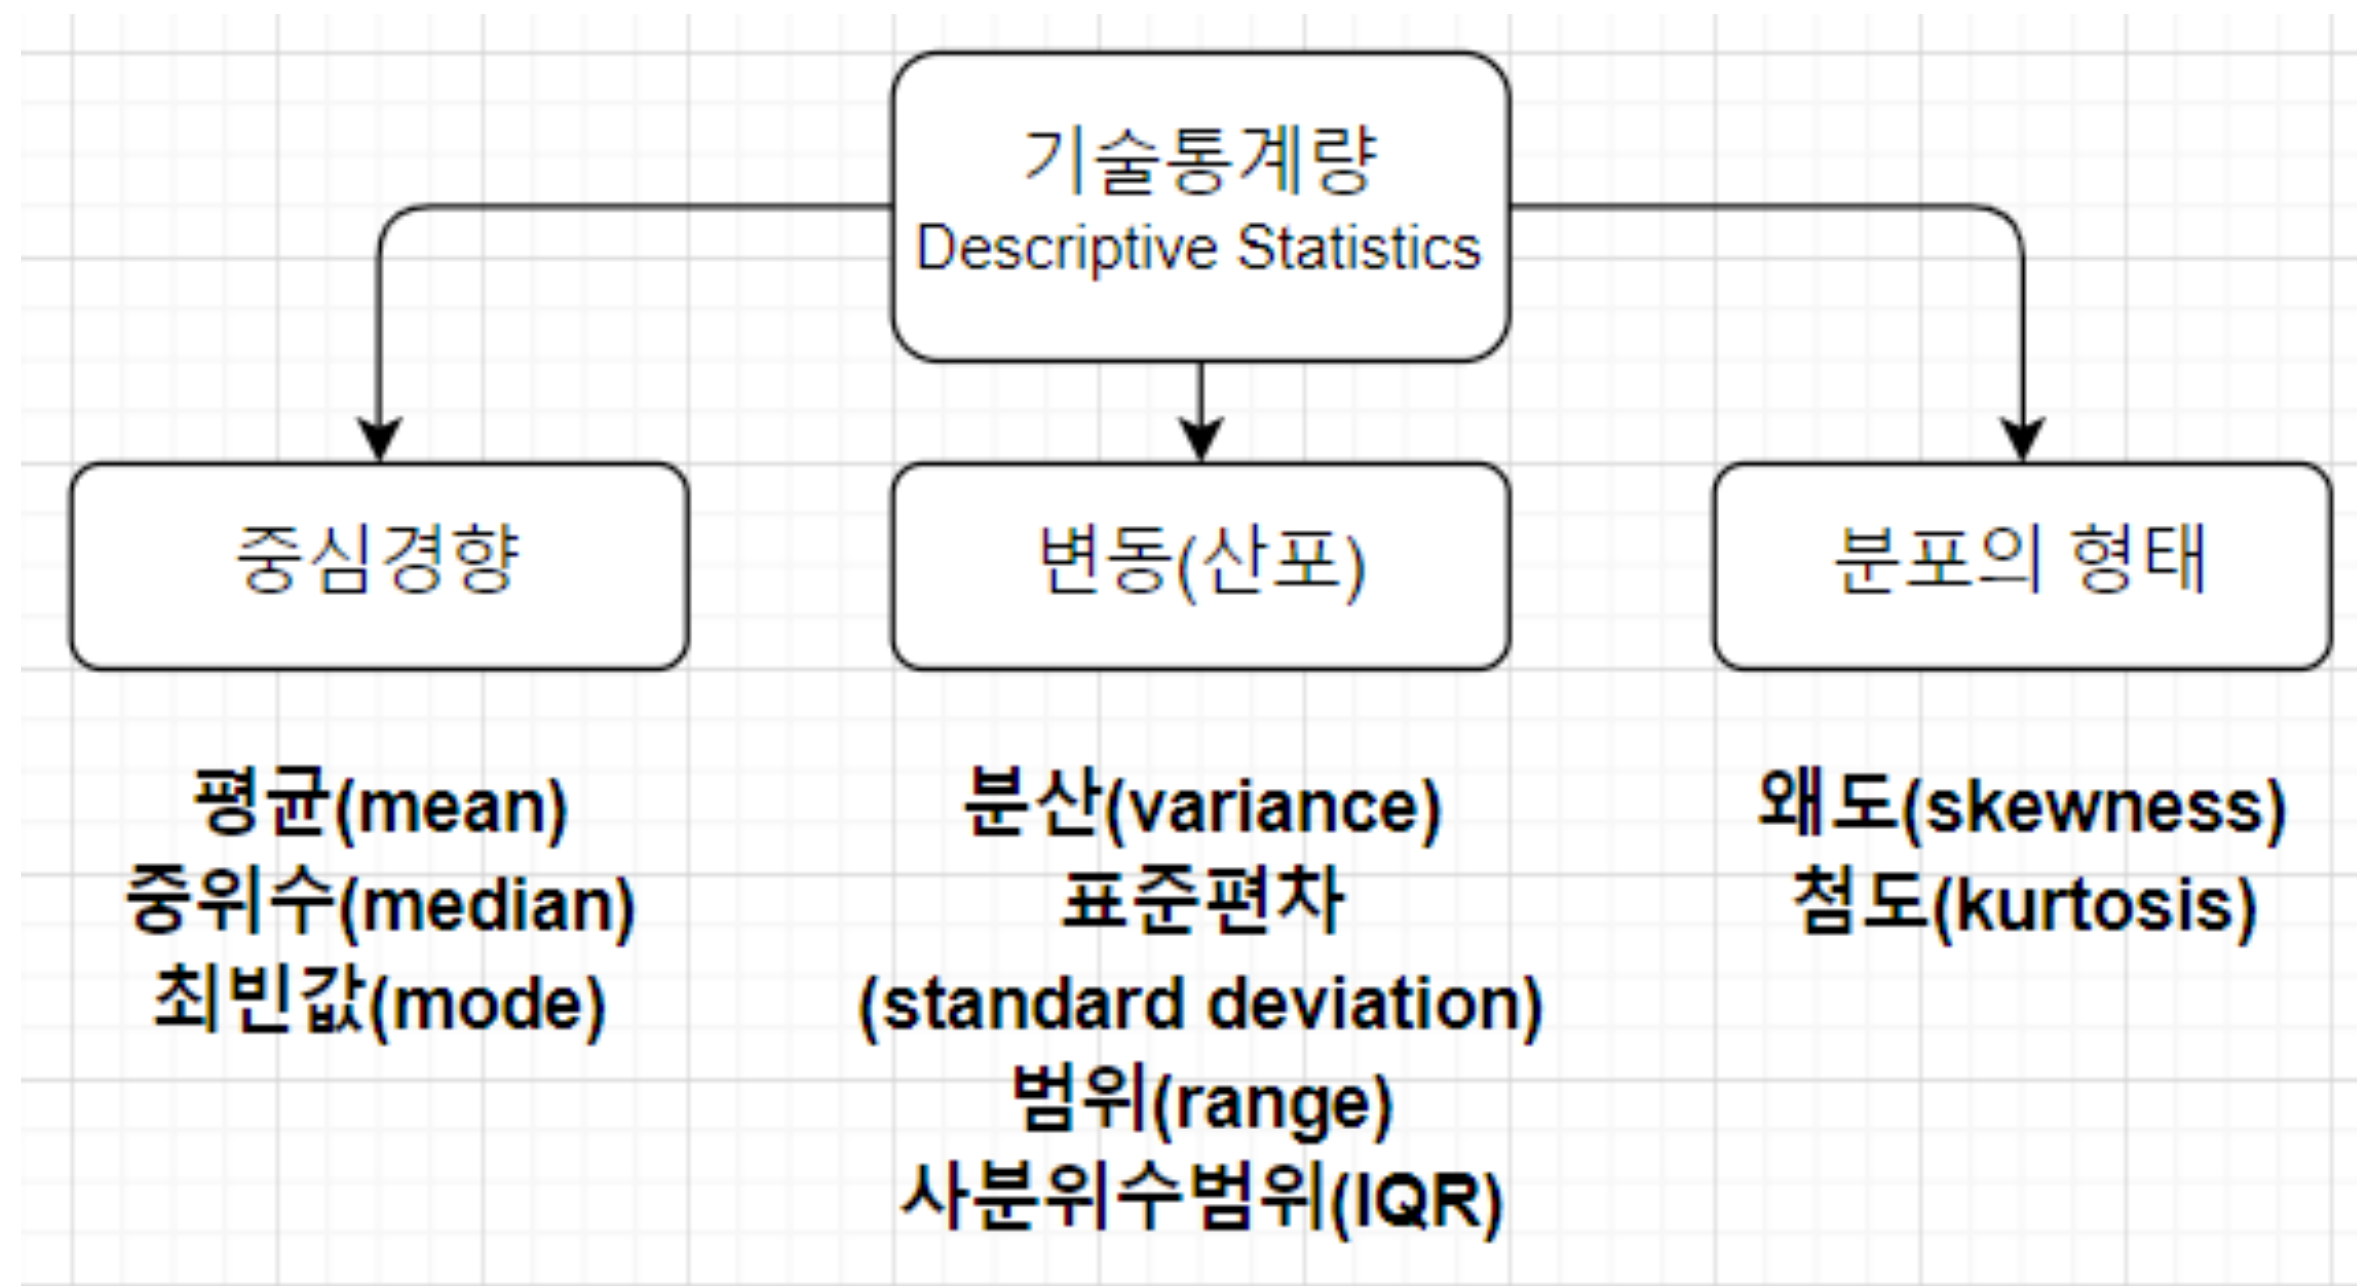 기술통계량
Descriptive Statistics
중심경향
변동(산포)
분포의 형태
평균(mean)
중위수(median)
최빈값(mode)
분산(variance)
표준편차
(standard deviation)
범위(range)
사분위수범위(IQR)
왜도(skewness)
첨도(kurtosis)